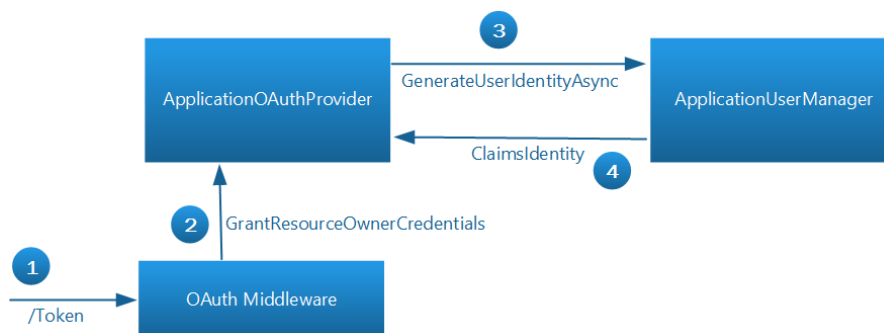 3
ApplicationOAuthProvider
GenerateUserIdentityAsync
ApplicationUserManager
ClaimsIdentity
4
2
GrantResourceOwnerCredentials
1
/Token
OAuth Middleware